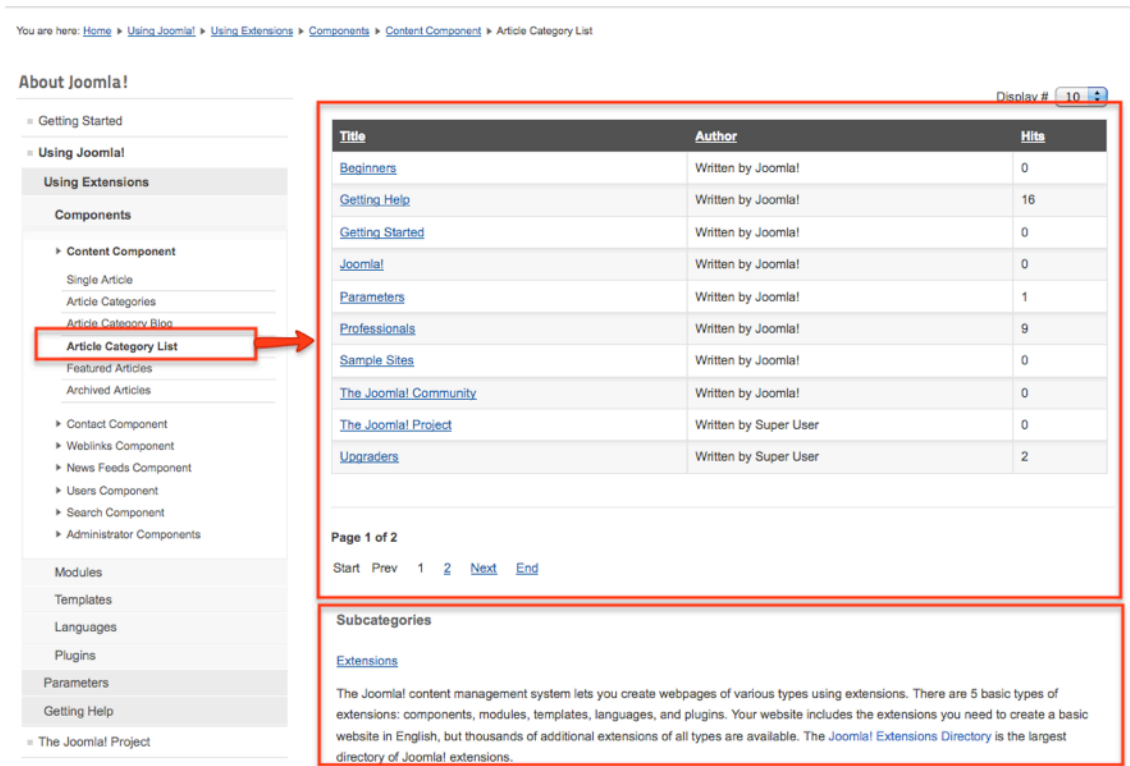 You are here: Home ▸ Using Joomla! ▸ Using Extensions ▸ Components ▸ Content Component ▸ Article Category List
About Joomla!
Getting Started
Using Joomla!
Using Extensions
Components
Content Component
Single Article
Article Categories
Article Category Blog
Article Category List
Featured Articles
Archived Articles
Contact Component
Weblinks Component
News Feeds Component
Users Component
Search Component
Administrator Components
Modules
Templates
Languages
Plugins
Parameters
Getting Help
The Joomla! Project
Display # 10
Title Author Hits
Beginners Written by Joomla! 0
Getting Help Written by Joomla! 16
Getting Started Written by Joomla! 0
Joomla! Written by Joomla! 0
Parameters Written by Joomla! 1
Professionals Written by Joomla! 9
Sample Sites Written by Joomla! 0
The Joomla! Community Written by Joomla! 0
The Joomla! Project Written by Super User 0
Upgraders Written by Super User 2
Page 1 of 2
Start Prev 1 2 Next End
Subcategories
Extensions
The Joomla! content management system lets you create webpages of various types using extensions. There are 5 basic types of
extensions: components, modules, templates, languages, and plugins. Your website includes the extensions you need to create a basic
website in English, but thousands of additional extensions of all types are available. The Joomla! Extensions Directory is the largest
directory of Joomla! extensions.